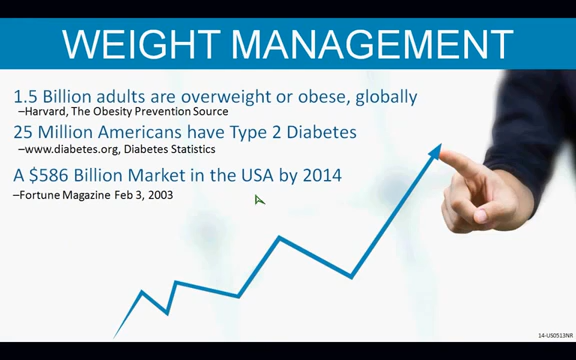 WEIGHT MANAGEMENT
1.5 Billion adults are overweight or obese, globally
–Harvard, The Obesity Prevention Source
25 Million Americans have Type 2 Diabetes
–www.diabetes.org, Diabetes Statistics
A $586 Billion Market in the USA by 2014
–Fortune Magazine Feb 3, 2003
14-US0513NR